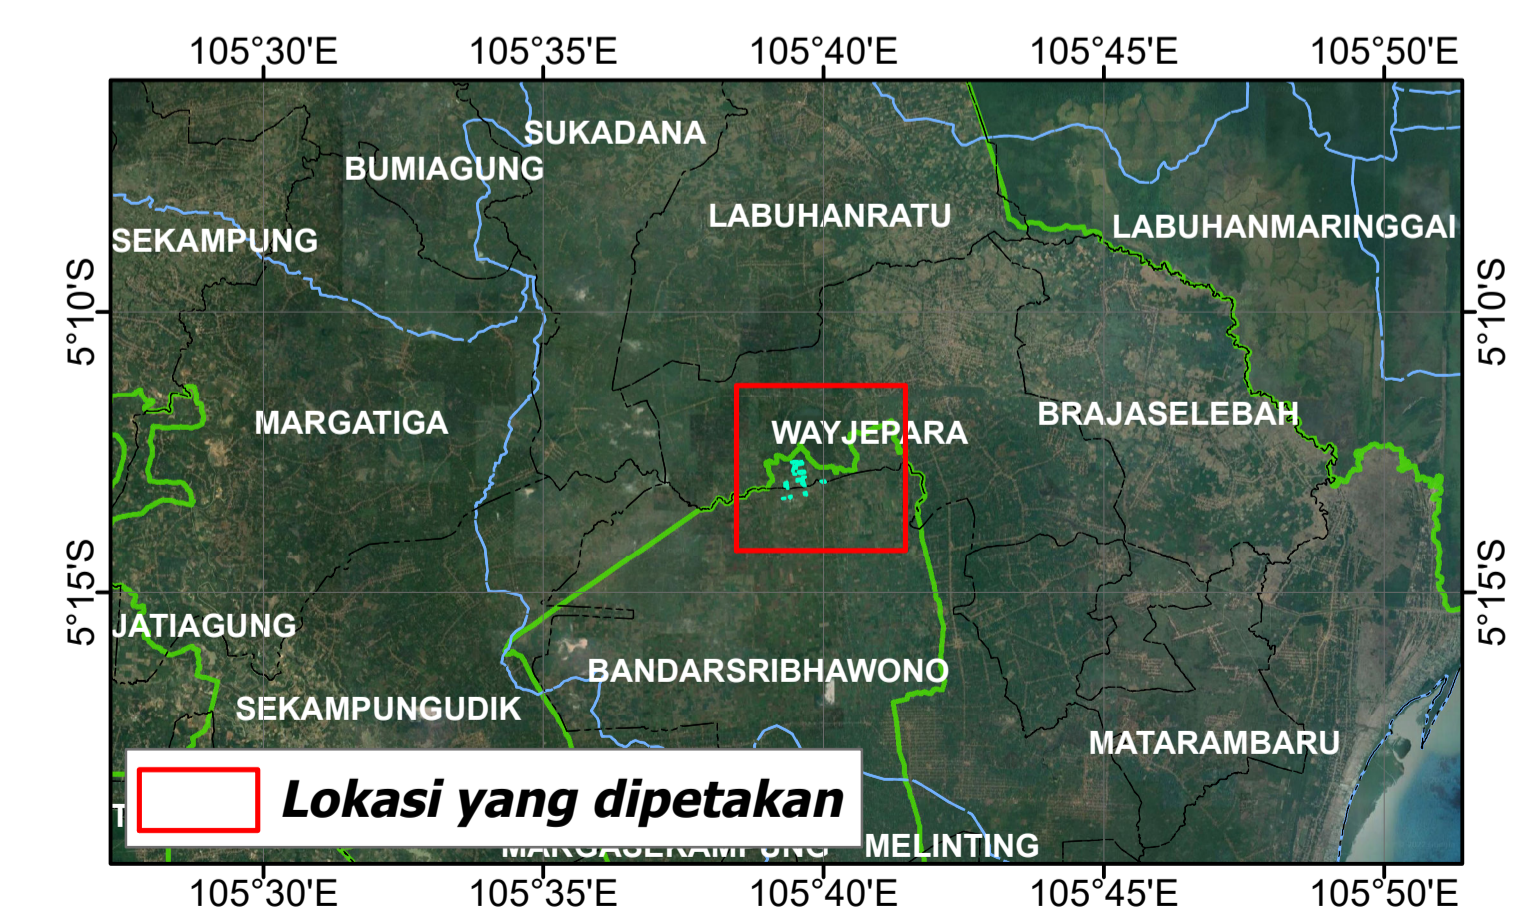 105°30'E 105°35'E 105°40'E 105°45'E 105°50'E
SUKADANA
BUMIAGUNG
LABUHANRATU
LABUHANMARINGGAI
SEKAMPUNG
5°10'S
5°10'S
MARGATIGA
WAYJEPARA
BRAJASELEBAH
5°15'S
5°15'S
JATIAGUNG
BANDARSRIBHAWONO
SEKAMPUNGUDIK
MATARAMBARU
Lokasi yang dipetakan
T
MARGASEKAMPUNG
MELINTING
105°30'E 105°35'E 105°40'E 105°45'E 105°50'E